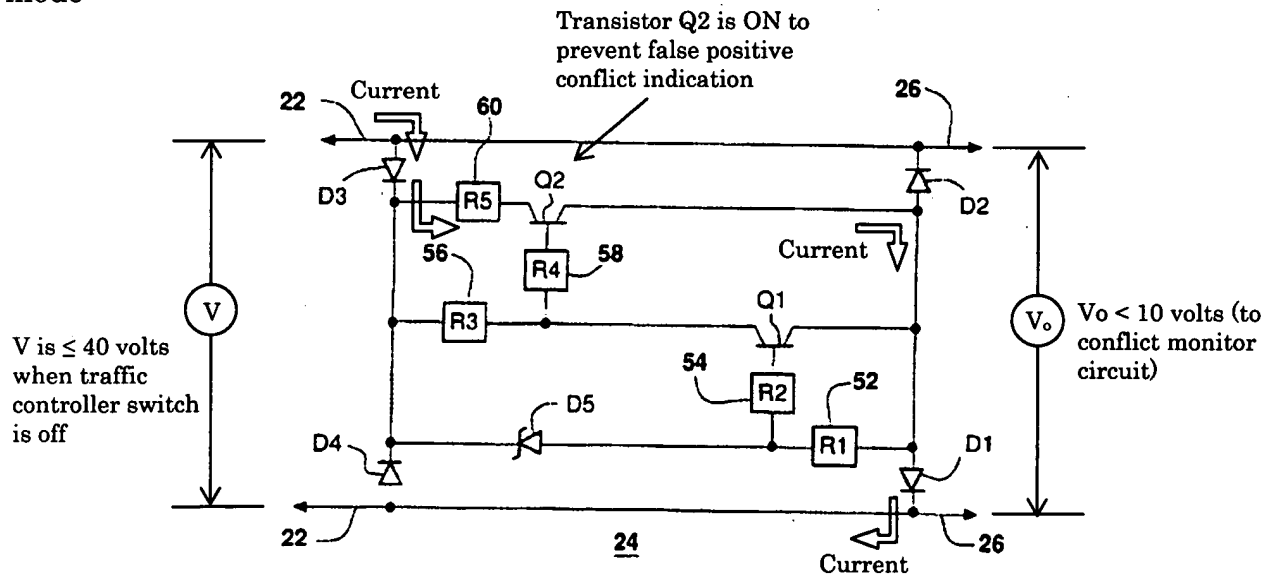 mode
Transistor Q2 is ON to
prevent false positive
conflict indication
Current
22
60
26
D3
R5
Q2
D2
56
R4
58
Current
R3
Q1
V
Vo
V is ≤ 40 volts
when traffic
controller switch
is off
Vo < 10 volts (to
conflict monitor
circuit)
54
R2
52
D5
R1
D4
D1
22
24
26
Current